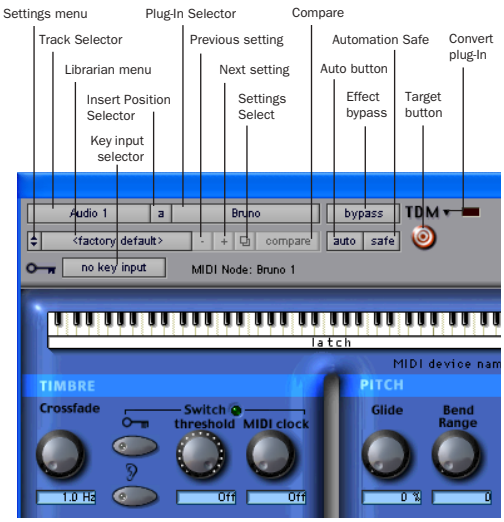 Settings menu
Plug-In Selector
Compare
Track Selector
Previous setting
Automation Safe
Convert
plug-In
Librarian menu
Next setting
Auto button
Insert Position
Selector
Settings
Select
Effect
bypass
Target
button
Key input
selector
Audio 1
a
Bruno
bypass
TDM
<factory default>
-
+
compare
auto
safe
no key input
MIDI Node: Bruno 1
latch
MIDI device nam
TIMBRE
PITCH
Crossfade
Switch
threshold
MIDI clock
Glide
Bend
Range
1.0 Hz
Off
Off
0 %
0